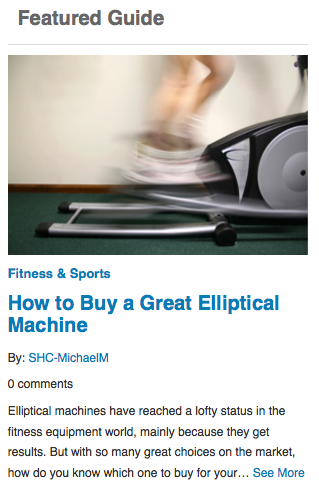 Featured Guide
Fitness & Sports
How to Buy a Great Elliptical
Machine
By: SHC-MichaelM
0 comments
Elliptical machines have reached a lofty status in the
fitness equipment world, mainly because they get
results. But with so many great choices on the market,
how do you know which one to buy for your… See More